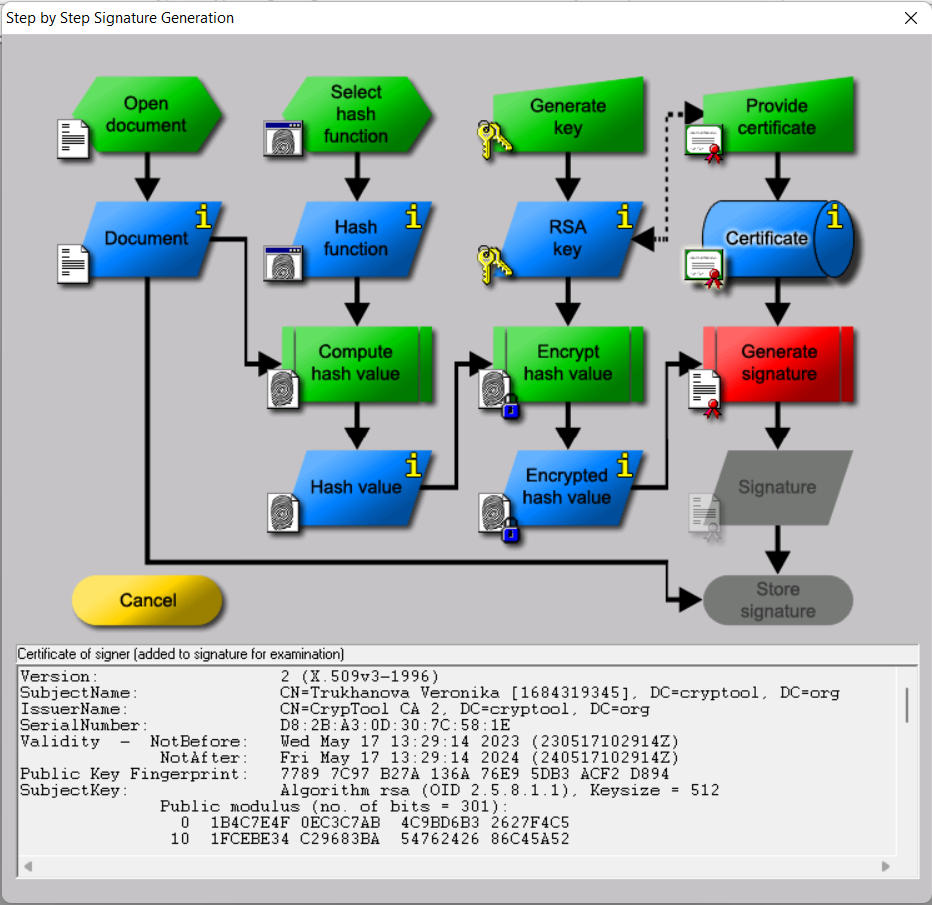 Step by Step Signature Generation
Open
document
Select
hash
function
Generate
key
Provide
certificate
Document
Hash
function
RSA
key
Certificate
Compute
hash value
Encrypt
hash value
Generate
signature
Hash value
Encrypted
hash value
Signature
Cancel
Store
signature
Certificate of signer (added to signature for examination)
Version: 2 (X.509v3-1996)
SubjectName: CN=Trukhanova Veronika [1684319345], DC=cryptool, DC=org
IssuerName: CN=CrypTool CA 2, DC=cryptool, DC=org
SerialNumber: D8:2B:A3:0D:30:7C:58:1E
Validity - NotBefore: Wed May 17 13:29:14 2023 (230517102914Z)
NotAfter: Fri May 17 13:29:14 2024 (240517102914Z)
Public Key Fingerprint: 7789 7C97 B27A 136A 76E9 5DB3 ACF2 D894
SubjectKey: Algorithm rsa (OID 2.5.8.1.1), Keysize = 512
Public modulus (no. of bits = 301):
0 1B4C7E4F 0EC3C7AB 4C9BD6B3 2627F4C5
10 1FCEBE34 C29683BA 54762426 86C45A52